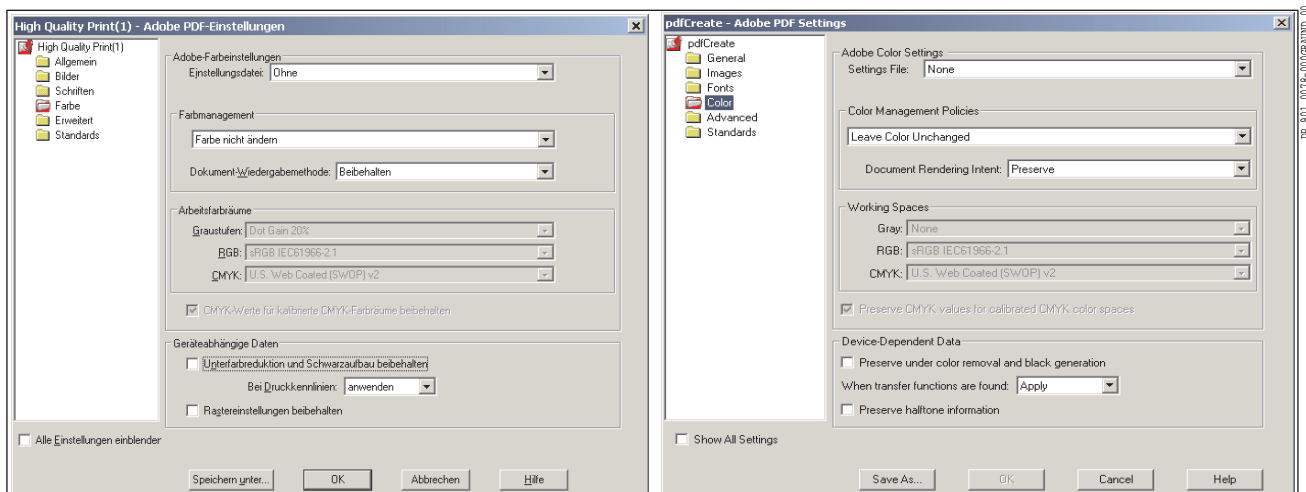 High Quality Print(1) - Adobe PDF-Einstellungen
High Quality Print(1)
Allgemein
Bilder
Schriften
Farbe
Erweitert
Standards
Adobe-Farbeinstellungen
Einstellungsdatei: Ohne
Farbmanagement
Farbe nicht ändern
Dokument-Wiedergabemethode: Beibehalten
Arbeitsfarbräume
Graustufen: Dot Gain 20%
RGB: sRGB IEC61966-2.1
CMYK: U.S. Web Coated (SWOP) v2
CMYK-Werte für kalibrierte CMYK-Farbräume beibehalten
Geräteabhängige Daten
Unterfarbreduktion und Schwarzaufbau beibehalten
Bei Druckkennlinien: anwenden
Rastereinstellungen beibehalten
Alle Einstellungen einblender
Speichern unter... OK Abbrechen Hilfe
pdfCreate - Adobe PDF Settings
pdfCreate
General
Images
Fonts
Color
Advanced
Standards
Adobe Color Settings
Settings File: None
Color Management Policies
Leave Color Unchanged
Document Rendering Intent: Preserve
Working Spaces
Gray: None
RGB: sRGB IEC61966-2.1
CMYK: U.S. Web Coated (SWOP) v2
Preserve CMYK values for calibrated CMYK color spaces
Device-Dependent Data
Preserve under color removal and black generation
When transfer functions are found: Apply
Preserve halftone information
Show All Settings
Save As... OK Cancel Help